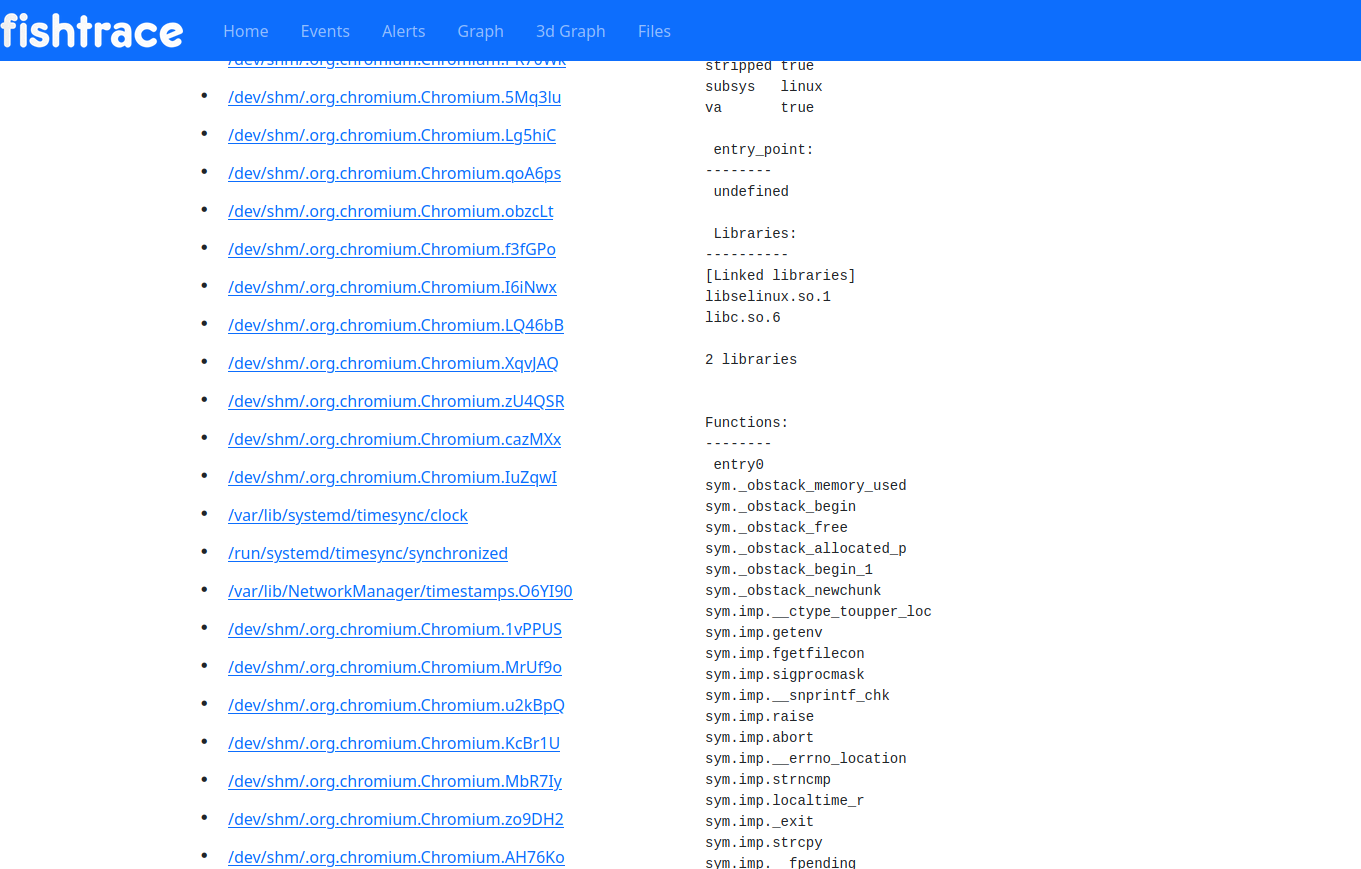 fishtrace Home Events Alerts Graph 3d Graph Files
/dev/shm/.org.chromium.Chromium.5Mq3lu
/dev/shm/.org.chromium.Chromium.Lg5hiC
/dev/shm/.org.chromium.Chromium.qoA6ps
/dev/shm/.org.chromium.Chromium.obzcLt
/dev/shm/.org.chromium.Chromium.f3fGPo
/dev/shm/.org.chromium.Chromium.I6iNwx
/dev/shm/.org.chromium.Chromium.LQ46bB
/dev/shm/.org.chromium.Chromium.XqvJAQ
/dev/shm/.org.chromium.Chromium.zU4QSR
/dev/shm/.org.chromium.Chromium.cazMXx
/dev/shm/.org.chromium.Chromium.IuZqwI
/var/lib/systemd/timesync/clock
/run/systemd/timesync/synchronized
/var/lib/NetworkManager/timestamps.O6YI90
/dev/shm/.org.chromium.Chromium.1vPPUS
/dev/shm/.org.chromium.Chromium.MrUf9o
/dev/shm/.org.chromium.Chromium.u2kBpQ
/dev/shm/.org.chromium.Chromium.KcBr1U
/dev/shm/.org.chromium.Chromium.MbR7Iy
/dev/shm/.org.chromium.Chromium.zo9DH2
/dev/shm/.org.chromium.Chromium.AH76Ko
stripped true
subsys linux
va true
entry_point:
--------
undefined
Libraries:
----------
[Linked libraries]
libselinux.so.1
libc.so.6
2 libraries
Functions:
--------
entry0
sym._obstack_memory_used
sym._obstack_begin
sym._obstack_free
sym._obstack_allocated_p
sym._obstack_begin_1
sym._obstack_newchunk
sym.imp.__ctype_toupper_loc
sym.imp.getenv
sym.imp.fgetfilecon
sym.imp.sigprocmask
sym.imp.__snprintf_chk
sym.imp.raise
sym.imp.abort
sym.imp.__errno_location
sym.imp.strncmp
sym.imp.localtime_r
sym.imp._exit
sym.imp.strcpy
sym.imp.__fpending